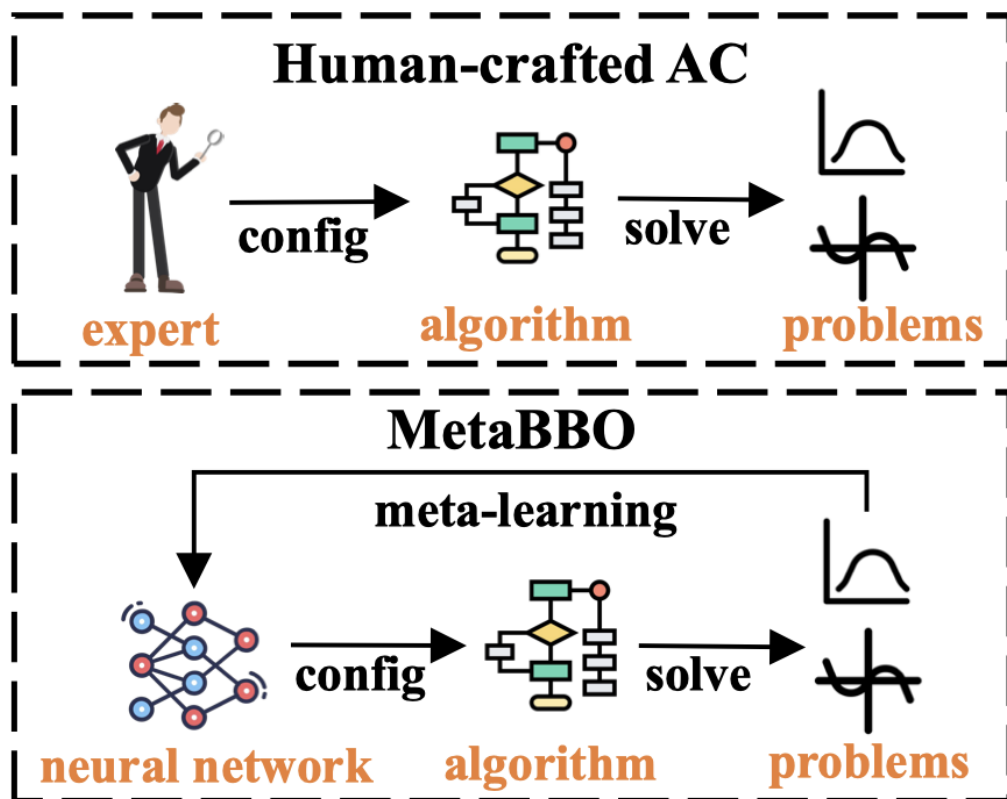 Human-crafted AC
config
solve
expert
algorithm
problems
MetaBBO
meta-learning
config
solve
neural network
algorithm
problems